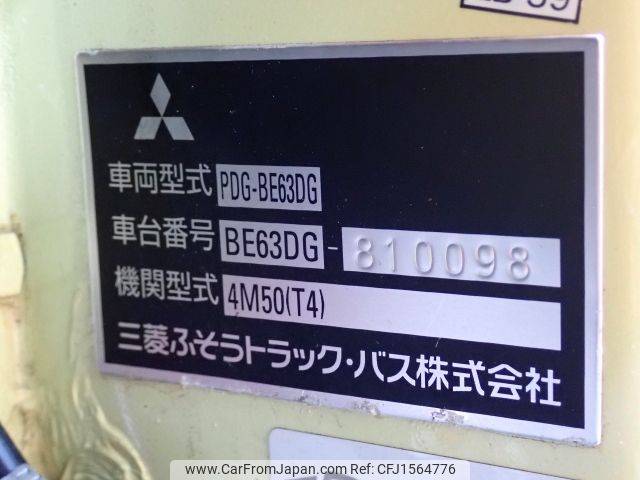 車両型式 PDG-BE63DG
車台番号 BE63DG-810098
機関型式 4M50(T4)
三菱ふそうトラック・バス株式会社
www.CarFromJapan.com | REF:CFJ1564776